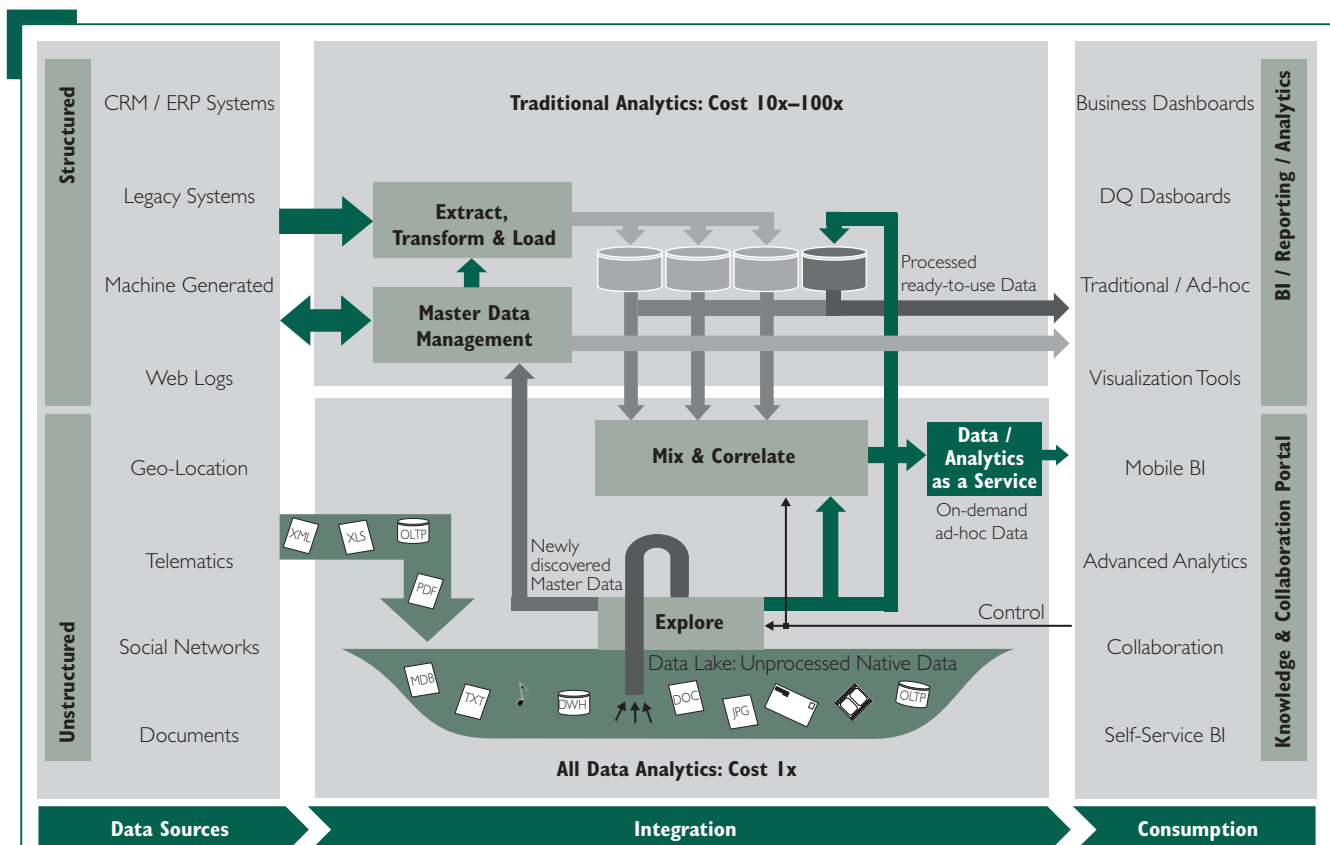 Structured
CRM / ERP Systems
Legacy Systems
Machine Generated
Web Logs
Unstructured
Geo-Location
Telematics
Social Networks
Documents
Traditional Analytics: Cost 10x–100x
Extract,
Transform & Load
Master Data
Management
Processed
ready-to-use Data
Mix & Correlate
Data /
Analytics
as a Service
On-demand
ad-hoc Data
XML
XLS
OLTP
PDF
Newly
discovered
Master Data
Explore
Control
Data Lake: Unprocessed Native Data
MDB
TXT
DWH
DOC
JPG
OLTP
All Data Analytics: Cost 1x
Business Dashboards
DQ Dasboards
Traditional / Ad-hoc
Visualization Tools
BI / Reporting / Analytics
Mobile BI
Advanced Analytics
Collaboration
Self-Service BI
Knowledge & Collaboration Portal
Data Sources
Integration
Consumption